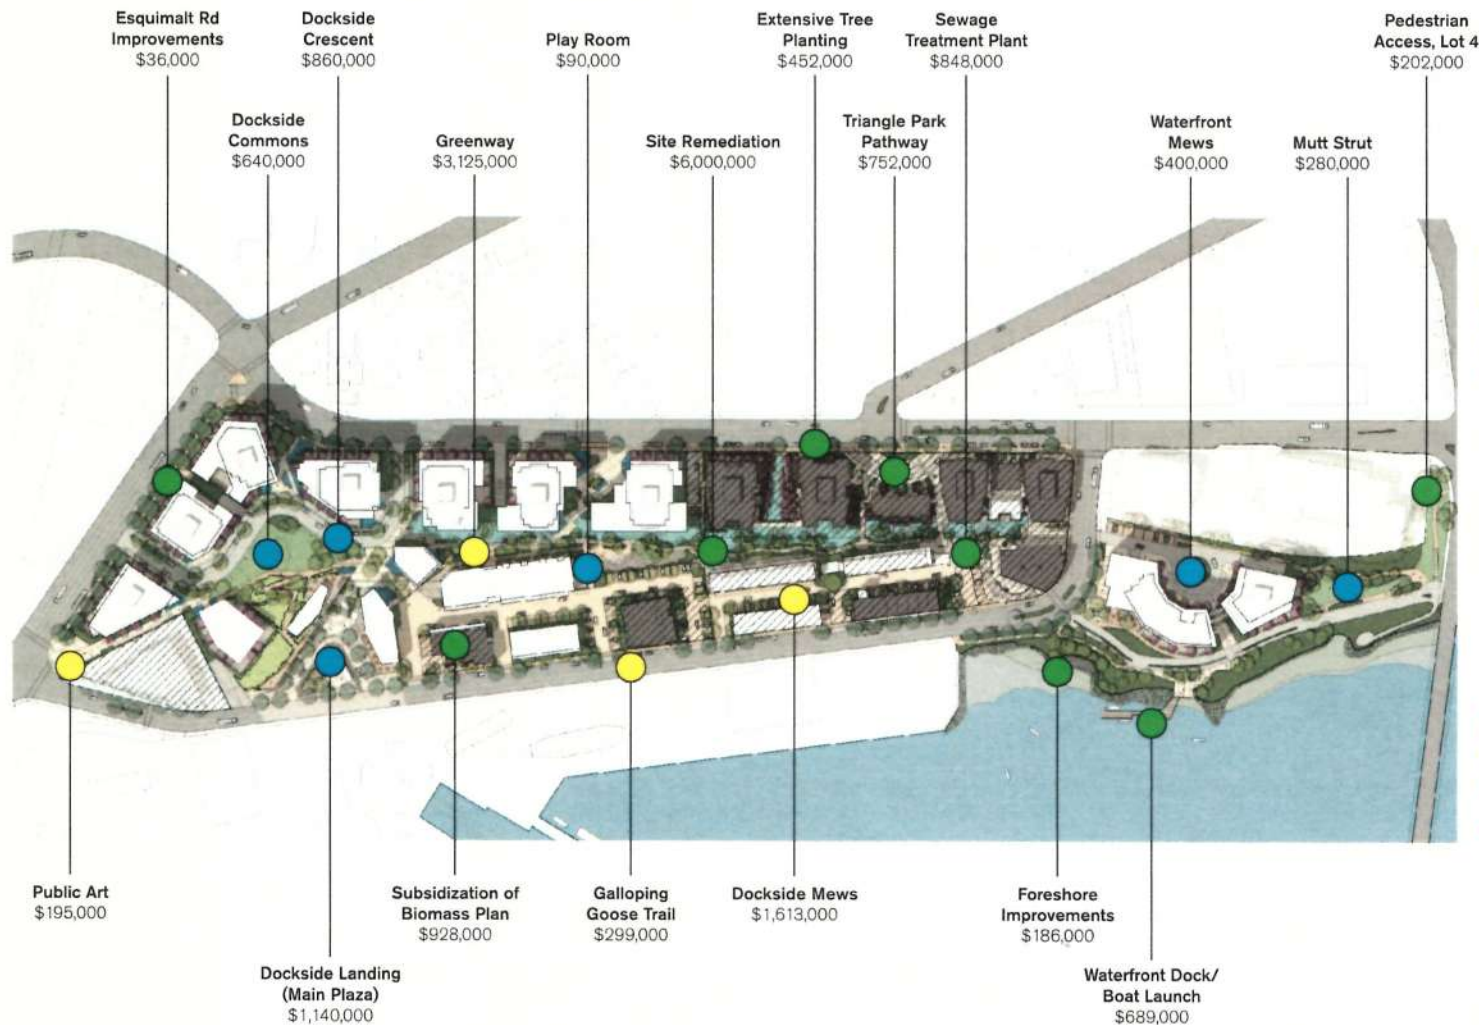 Esquimalt Rd
Improvements
$36,000
Dockside
Crescent
$860,000
Play Room
$90,000
Extensive Tree
Planting
$452,000
Sewage
Treatment Plant
$848,000
Pedestrian
Access, Lot 4
$202,000
Dockside
Commons
$640,000
Greenway
$3,125,000
Site Remediation
$6,000,000
Triangle Park
Pathway
$752,000
Waterfront
Mews
$400,000
Mutt Strut
$280,000
Public Art
$195,000
Subsidization of
Biomass Plan
$928,000
Galloping
Goose Trail
$299,000
Dockside Mews
$1,613,000
Foreshore
Improvements
$186,000
Dockside Landing
(Main Plaza)
$1,140,000
Waterfront Dock/
Boat Launch
$689,000